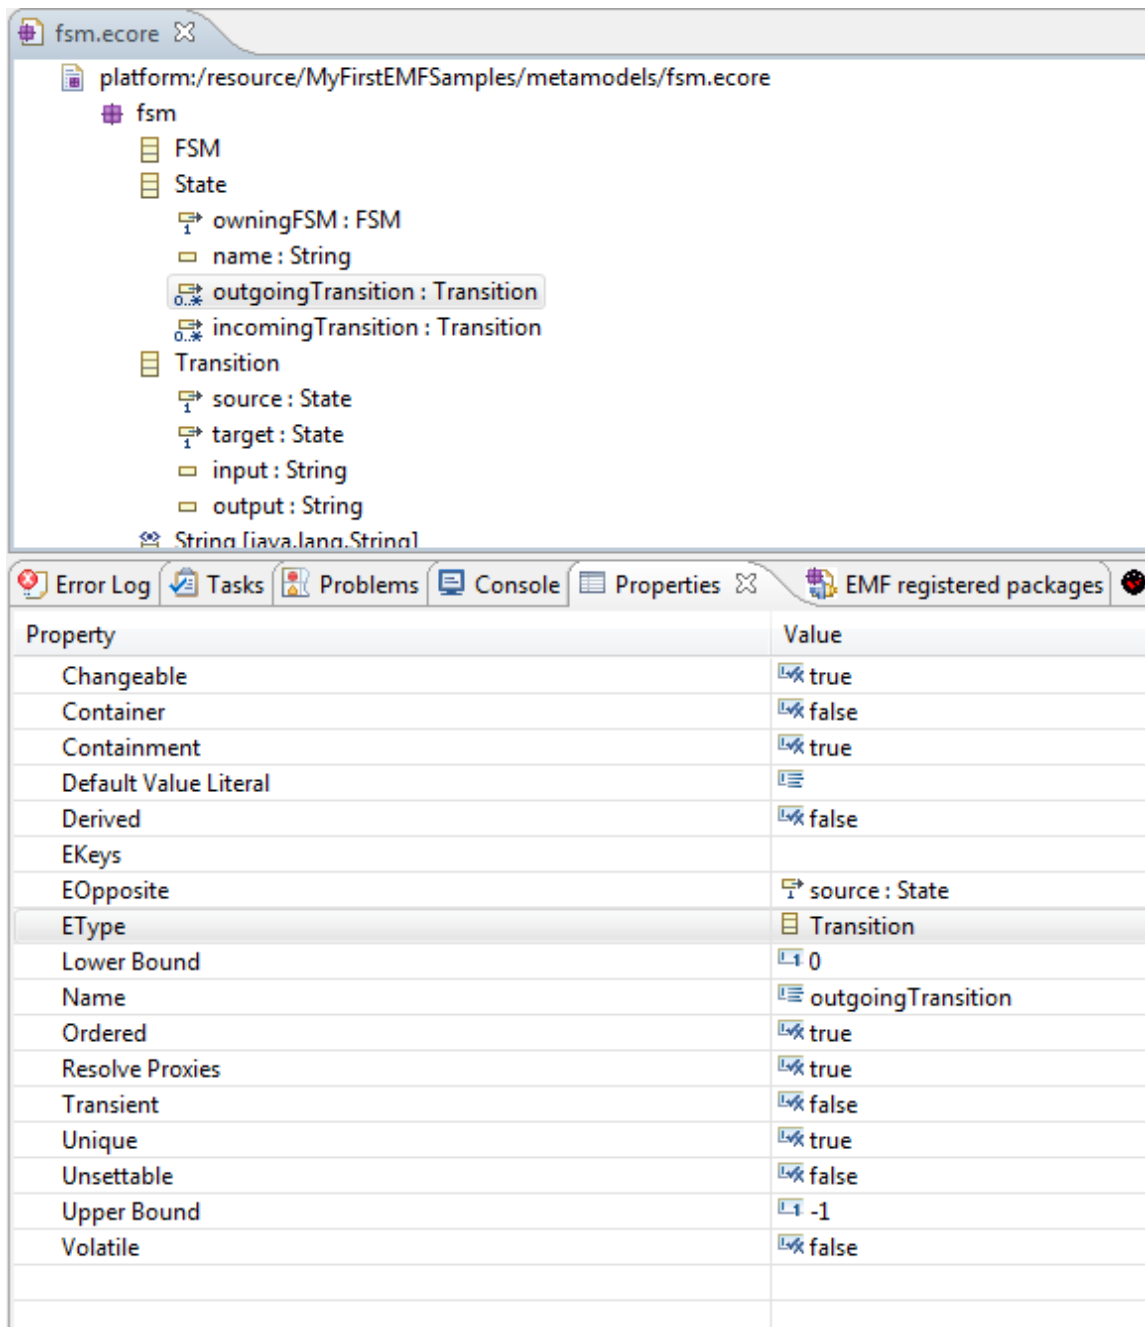 fsm.ecore
platform:/resource/MyFirstEMFSamples/metamodels/fsm.ecore
fsm
FSM
State
owningFSM : FSM
name : String
outgoingTransition : Transition
incomingTransition : Transition
Transition
source : State
target : State
input : String
output : String
String [java.lang.String]
Error Log Tasks Problems Console Properties EMF registered packages
Property Value
Changeable true
Container false
Containment true
Default Value Literal
Derived false
EKeys
EOpposite source : State
EType Transition
Lower Bound 0
Name outgoingTransition
Ordered true
Resolve Proxies true
Transient false
Unique true
Unsettable false
Upper Bound -1
Volatile false